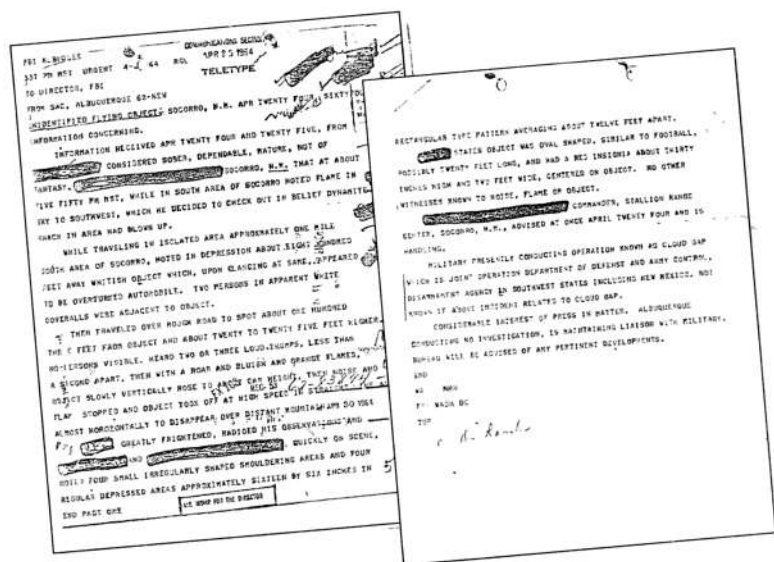 FBI
537 PM MST URGENT 64
COMMUNICATIONS SECTION
APR 25 1964
TELETYPE
TO DIRECTOR, FBI
FROM SAC, ALBUQUERQUE 62-NEW
UNIDENTIFIED FLYING OBJECT, SOCORRO, N.M. APR TWENTY FOUR, SIXTYFOUR
INFORMATION CONCERNING.
INFORMATION RECEIVED APR TWENTY FOUR AND TWENTY FIVE, FROM
CONSIDERED SOBER, DEPENDABLE, MATURE, NOT OF
FANTASY. SOCORRO, N.M. THAT AT ABOUT
FIVE FIFTY PM MST, WHILE IN SOUTH AREA OF SOCORRO NOTED FLAME IN
SKY TO SOUTHWEST, WHICH HE DECIDED TO CHECK OUT IN BELIEF DYNAMITE
SHACK IN AREA HAD BLOWN UP.
WHILE TRAVELING IN ISOLATED AREA APPROXIMATELY ONE MILE
SOUTH AREA OF SOCORRO, NOTED IN DEPRESSION ABOUT EIGHT HUNDRED
FEET AWAY WHITISH OBJECT WHICH, UPON GLANCING AT SAME, APPEARED
TO BE OVERTURNED AUTOMOBILE. TWO PERSONS IN APPARENT WHITE
COVERALLS WERE ADJACENT TO OBJECT.
THEN TRAVELED OVER ROUGH ROAD TO SPOT ABOUT ONE HUNDRED
FEET FROM OBJECT AND ABOUT TWENTY TO TWENTY FIVE FEET HIGHER.
NO PERSONS VISIBLE. HEARD TWO OR THREE LOUD THUMPS, LESS THAN
A SECOND APART, THEN WITH A ROAR AND BLUISH AND ORANGE FLAMES,
OBJECT SLOWLY VERTICALLY ROSE TO ABOUT CAR HEIGHT. THEN NOISE AND
STOPPED AND OBJECT TOOK OFF AT HIGH SPEED IN STRAIGHT
ALMOST HOROZONTALLY TO DISAPPEAR OVER DISTANT
GREATLY FRIGHTENED, RADIOED HIS OBSERVATIONS AND
AND QUICKLY ON SCENE,
NOTED FOUR SMALL IRREGULARLY SHAPED SMOULDERING AREAS AND FOUR
REGULAR DEPRESSED AREAS APPROXIMATELY SIXTEEN BY SIX INCHES IN
END PAGE ONE
FOR THE DIRECTOR
RECTANGULAR TYPE PATTERN AVERAGING ABOUT TWELVE FEET APART.
STATES OBJECT WAS OVAL SHAPED, SIMILAR TO FOOTBALL,
POSSIBLY TWENTY FEET LONG, AND HAD A RED INSIGNIA ABOUT THIRTY
INCHES HIGH AND TWO FEET WIDE, CENTERED ON OBJECT. NO OTHER
WITNESSES KNOWN TO NOISE, FLAME OR OBJECT.
COMMANDER, STALLION RANGE
CENTER, SOCORRO, N.M., ADVISED AT ONCE APRIL TWENTY FOUR AND IS
HANDLING.
MILITARY PRESENTLY CONDUCTING OPERATION KNOWN AS CLOUD GAP
WHICH IS JOINT OPERATION DEPARTMENT OF DEFENSE AND ARMY CONTROL,
DISARMAMENT AGENCY IN SOUTHWEST STATES INCLUDING NEW MEXICO. NOT
KNOWN IF ABOVE INCIDENT RELATED TO CLOUD GAP.
CONSIDERABLE INTEREST OF PRESS IN MATTER. ALBUQUERQUE
CONDUCTING NO INVESTIGATION, IS MAINTAINING LIAISON WITH MILITARY.
BUREAU WILL BE ADVISED OF ANY PERTINENT DEVELOPMENTS.
END
WASH DC